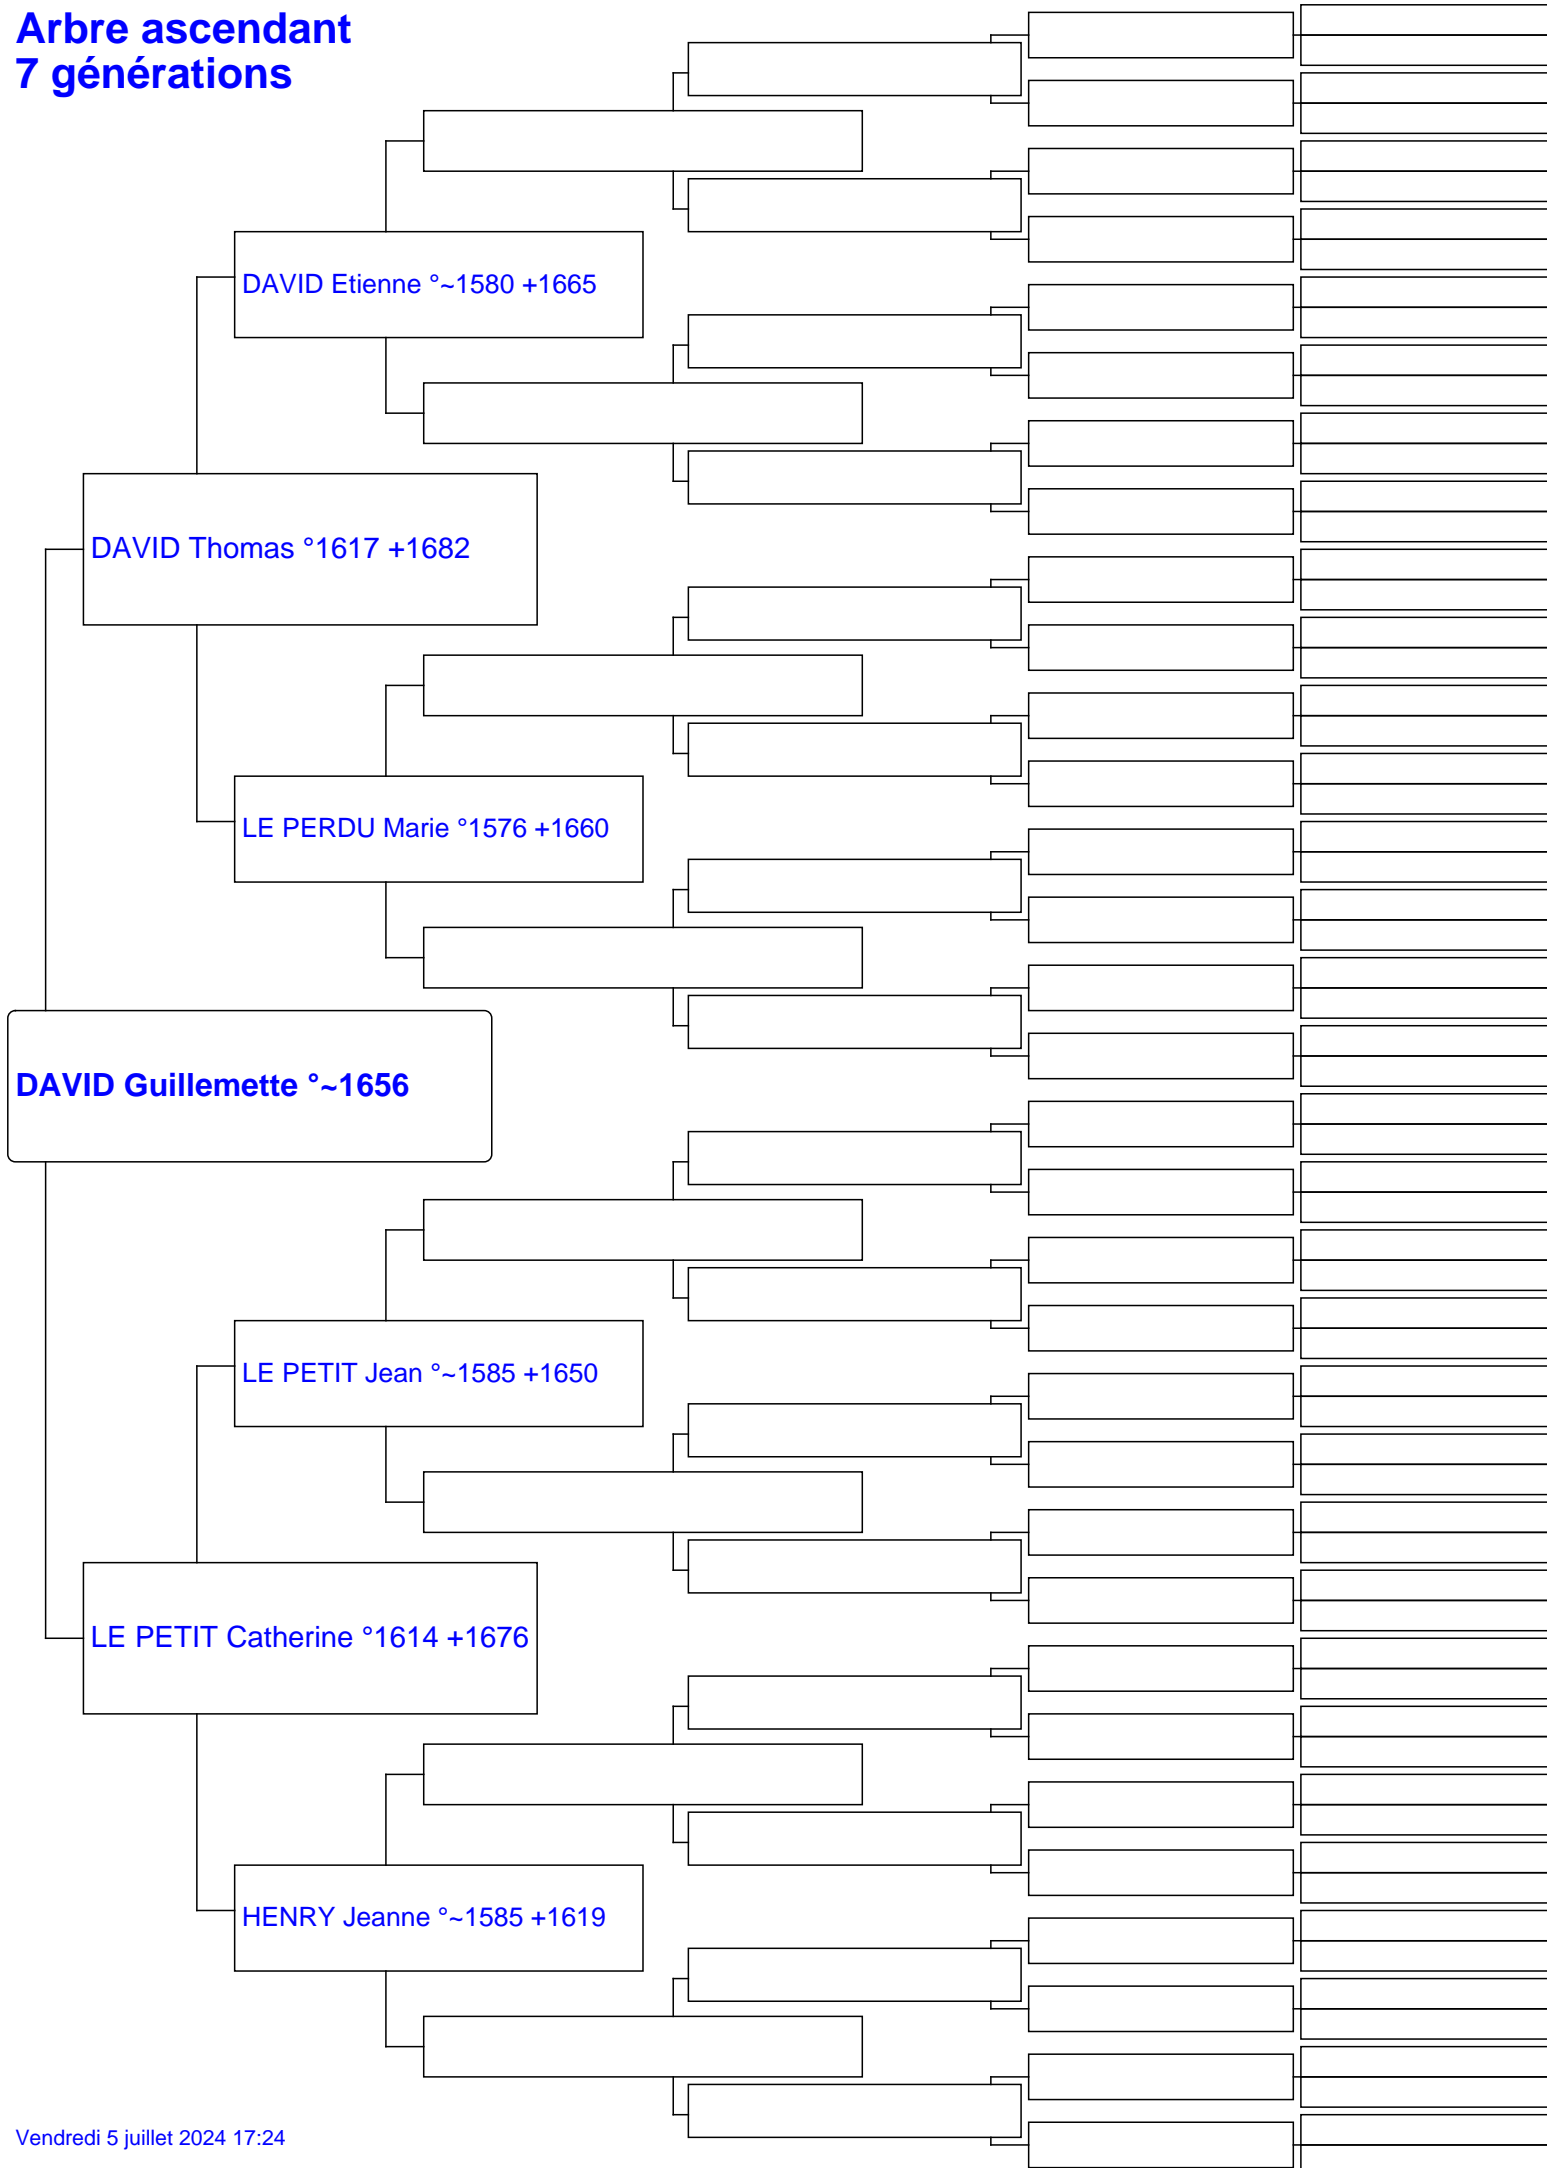 Arbre ascendant
7 générations
DAVID Etienne °~1580 +1665
DAVID Thomas °1617 +1682
LE PERDU Marie °1576 +1660
DAVID Guillemette °~1656
LE PETIT Jean °~1585 +1650
LE PETIT Catherine °1614 +1676
HENRY Jeanne °~1585 +1619
Vendredi 5 juillet 2024 17:24